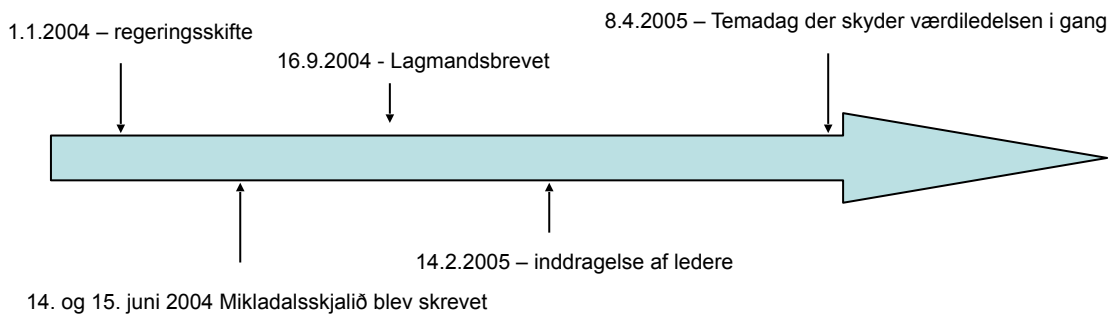 8.4.2005 – Temadag der skyder værdiledelsen i gang
1.1.2004 – regeringsskifte
16.9.2004 - Lagmandsbrevet
14.2.2005 – inddragelse af ledere
14. og 15. juni 2004 Mikladalsskjalið blev skrevet